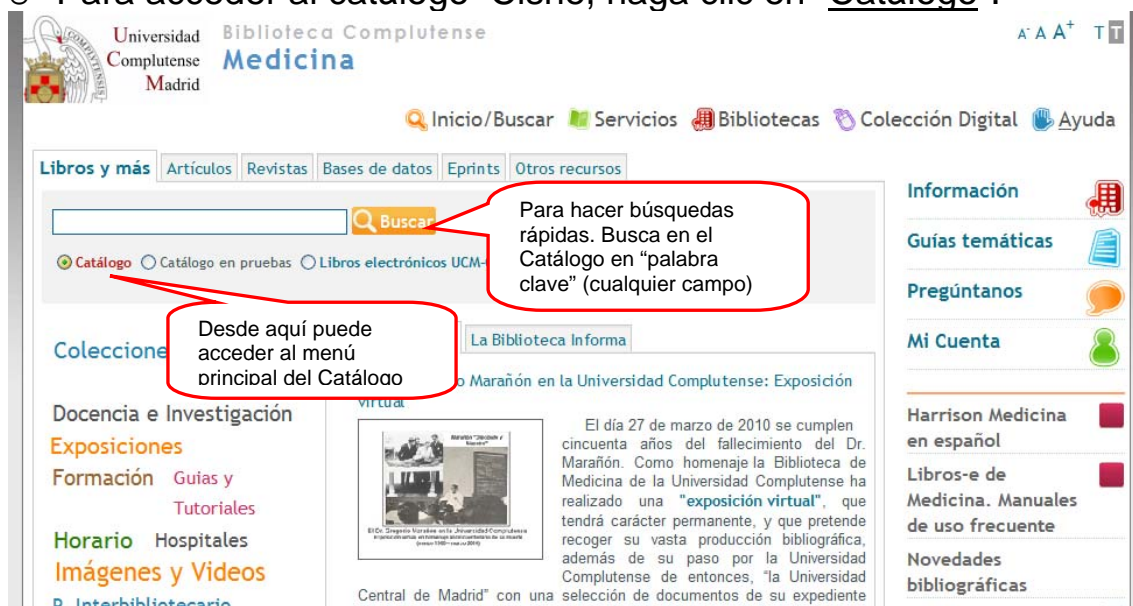 Para acceder al catálogo Cisne, haga clic en "Catálogo".
Universidad
Complutense
Madrid
Biblioteca Complutense
Medicina
A- A A+ T T
Inicio/Buscar Servicios Bibliotecas Colección Digital Ayuda
Libros y más Artículos Revistas Bases de datos Eprints Otros recursos
Buscar
Para hacer búsquedas
rápidas. Busca en el
Catálogo en "palabra
clave" (cualquier campo)
Catálogo Catálogo en pruebas Libros electrónicos UCM-
Desde aquí puede
acceder al menú
principal del Catálogo
La Biblioteca Informa
Marañón en la Universidad Complutense: Exposición
virtual
El día 27 de marzo de 2010 se cumplen
cincuenta años del fallecimiento del Dr.
Marañón. Como homenaje la Biblioteca de
Medicina de la Universidad Complutense ha
realizado una "exposición virtual", que
tendrá carácter permanente, y que pretende
recoger su vasta producción bibliográfica,
además de su paso por la Universidad
Complutense de entonces, "la Universidad
Central de Madrid" con una selección de documentos de su expediente
Coleccione
Docencia e Investigación
Exposiciones
Formación Guias y
Tutoriales
Horario Hospitales
Imágenes y Videos
P. Interbibliotecario
Información
Guías temáticas
Pregúntanos
Mi Cuenta
Harrison Medicina
en español
Libros-e de
Medicina. Manuales
de uso frecuente
Novedades
bibliográficas